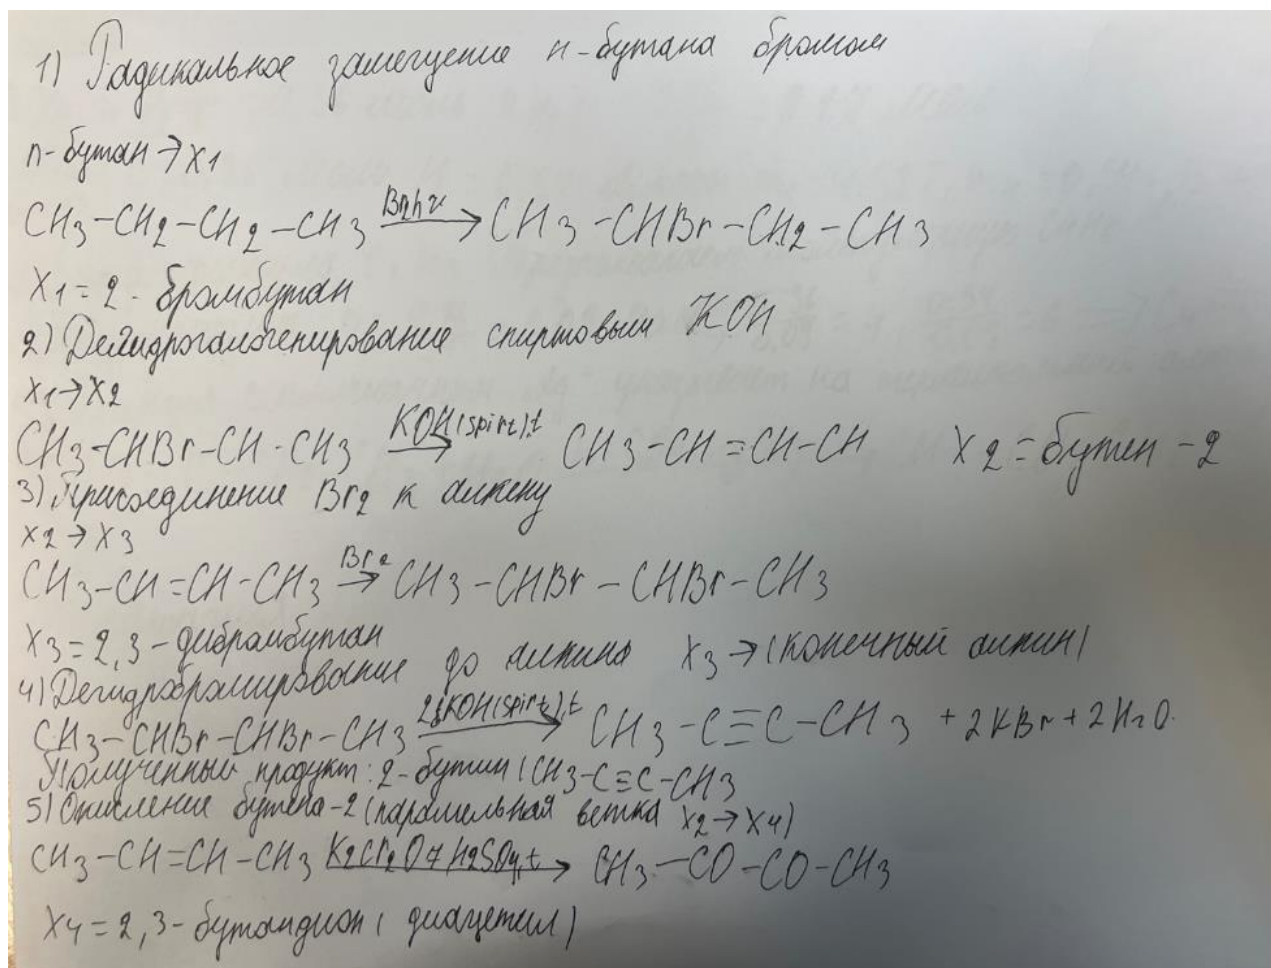 1) Радикальное замещение н-бутана бромом
n-бутан → X1
CH3-CH2-CH2-CH3 Br2hν → CH3-CHBr-CH2-CH3
X1 = 2-бромбутан
2) Дегидрогалогенирование спиртовым KOH
X1 → X2
CH3-CHBr-CH-CH3 KOH(spirt),t → CH3-CH=CH-CH X2 = бутен-2
3) Присоединение Br2 к алкену
X2 → X3
CH3-CH=CH-CH3 Br2 → CH3-CHBr-CHBr-CH3
X3 = 2,3-дибромбутан
4) Дегидробромирование до алкина X3 → (конечный алкин)
CH3-CHBr-CHBr-CH3 KOH(spirt),t → CH3-C≡C-CH3 + 2KBr + 2H2O.
Полученный продукт: 2-бутин (CH3-C≡C-CH3
5) Окисление бутена-2 (паралельная ветка X2 → X4)
CH3-CH=CH-CH3 K2Cr2O7 H2SO4,t → CH3-CO-CO-CH3
X4 = 2,3-бутандион (диацетил)